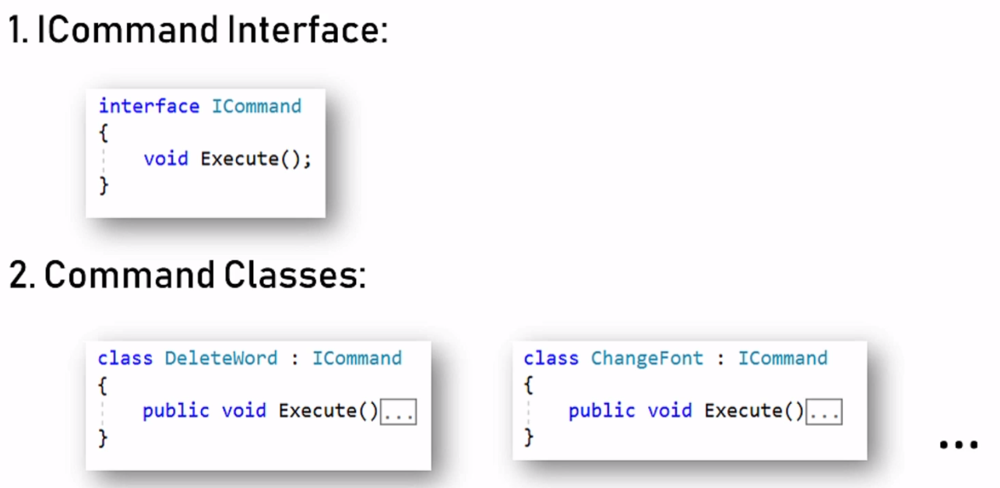 1. ICommand Interface:
interface ICommand
{
void Execute();
}
2. Command Classes:
class DeleteWord : ICommand
{
public void Execute()...
}
class ChangeFont : ICommand
{
public void Execute()...
}
...